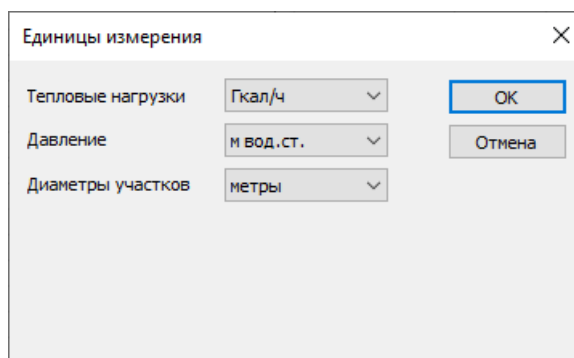 Единицы измерения
Тепловые нагрузки Гкал/ч OK
Давление м вод.ст. Отмена
Диаметры участков метры